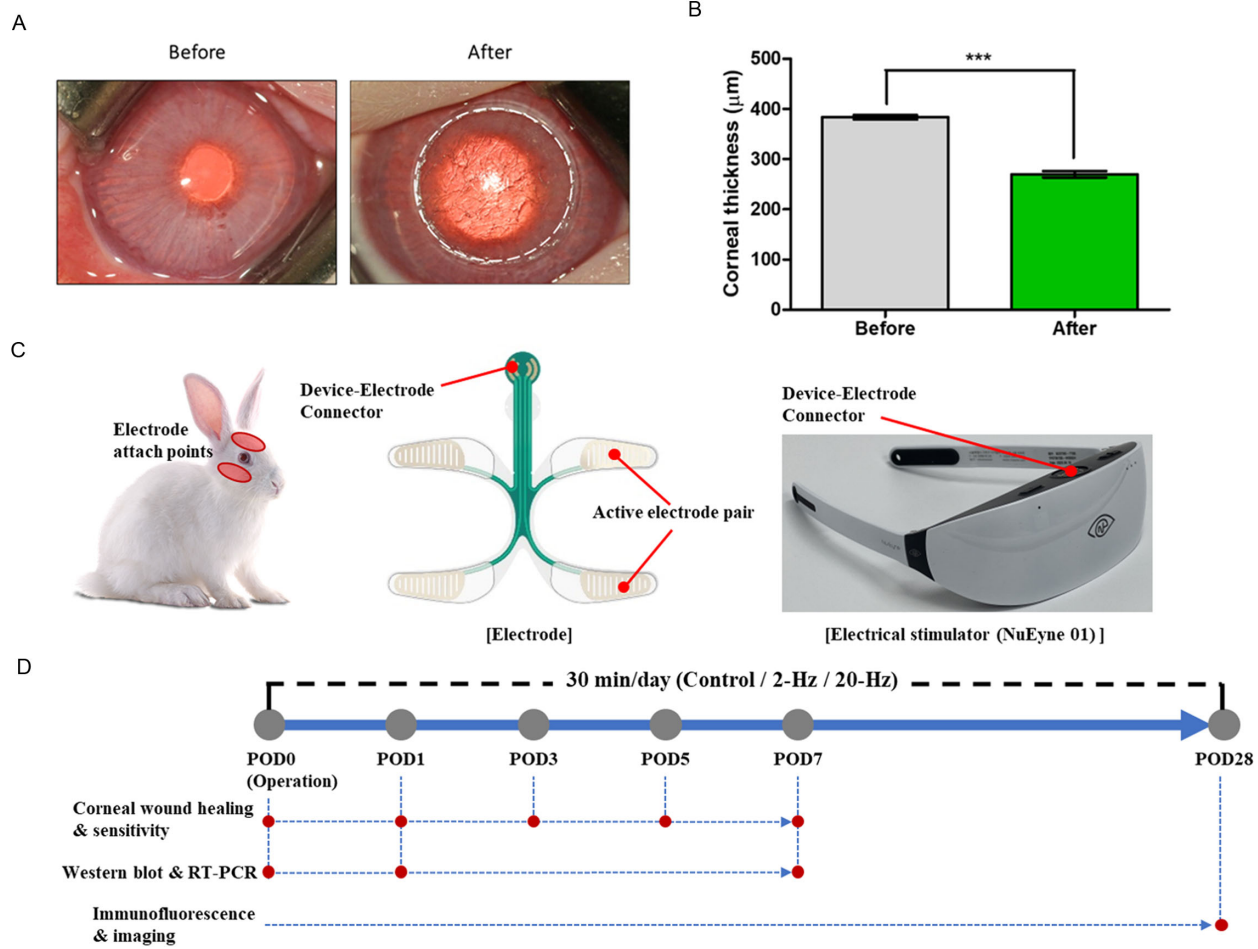 A
Before
After
B
500
400
300
200
100
0
Corneal thickness (μm)
***
Before
After
C
Electrode
attach points
Device-Electrode
Connector
Active electrode pair
[Electrode]
Device-Electrode
Connector
[Electrical stimulator (NuEyne 01) ]
D
30 min/day (Control / 2-Hz / 20-Hz)
POD0
(Operation)
POD1
POD3
POD5
POD7
POD28
Corneal wound healing
& sensitivity
Western blot & RT-PCR
Immunofluorescence
& imaging